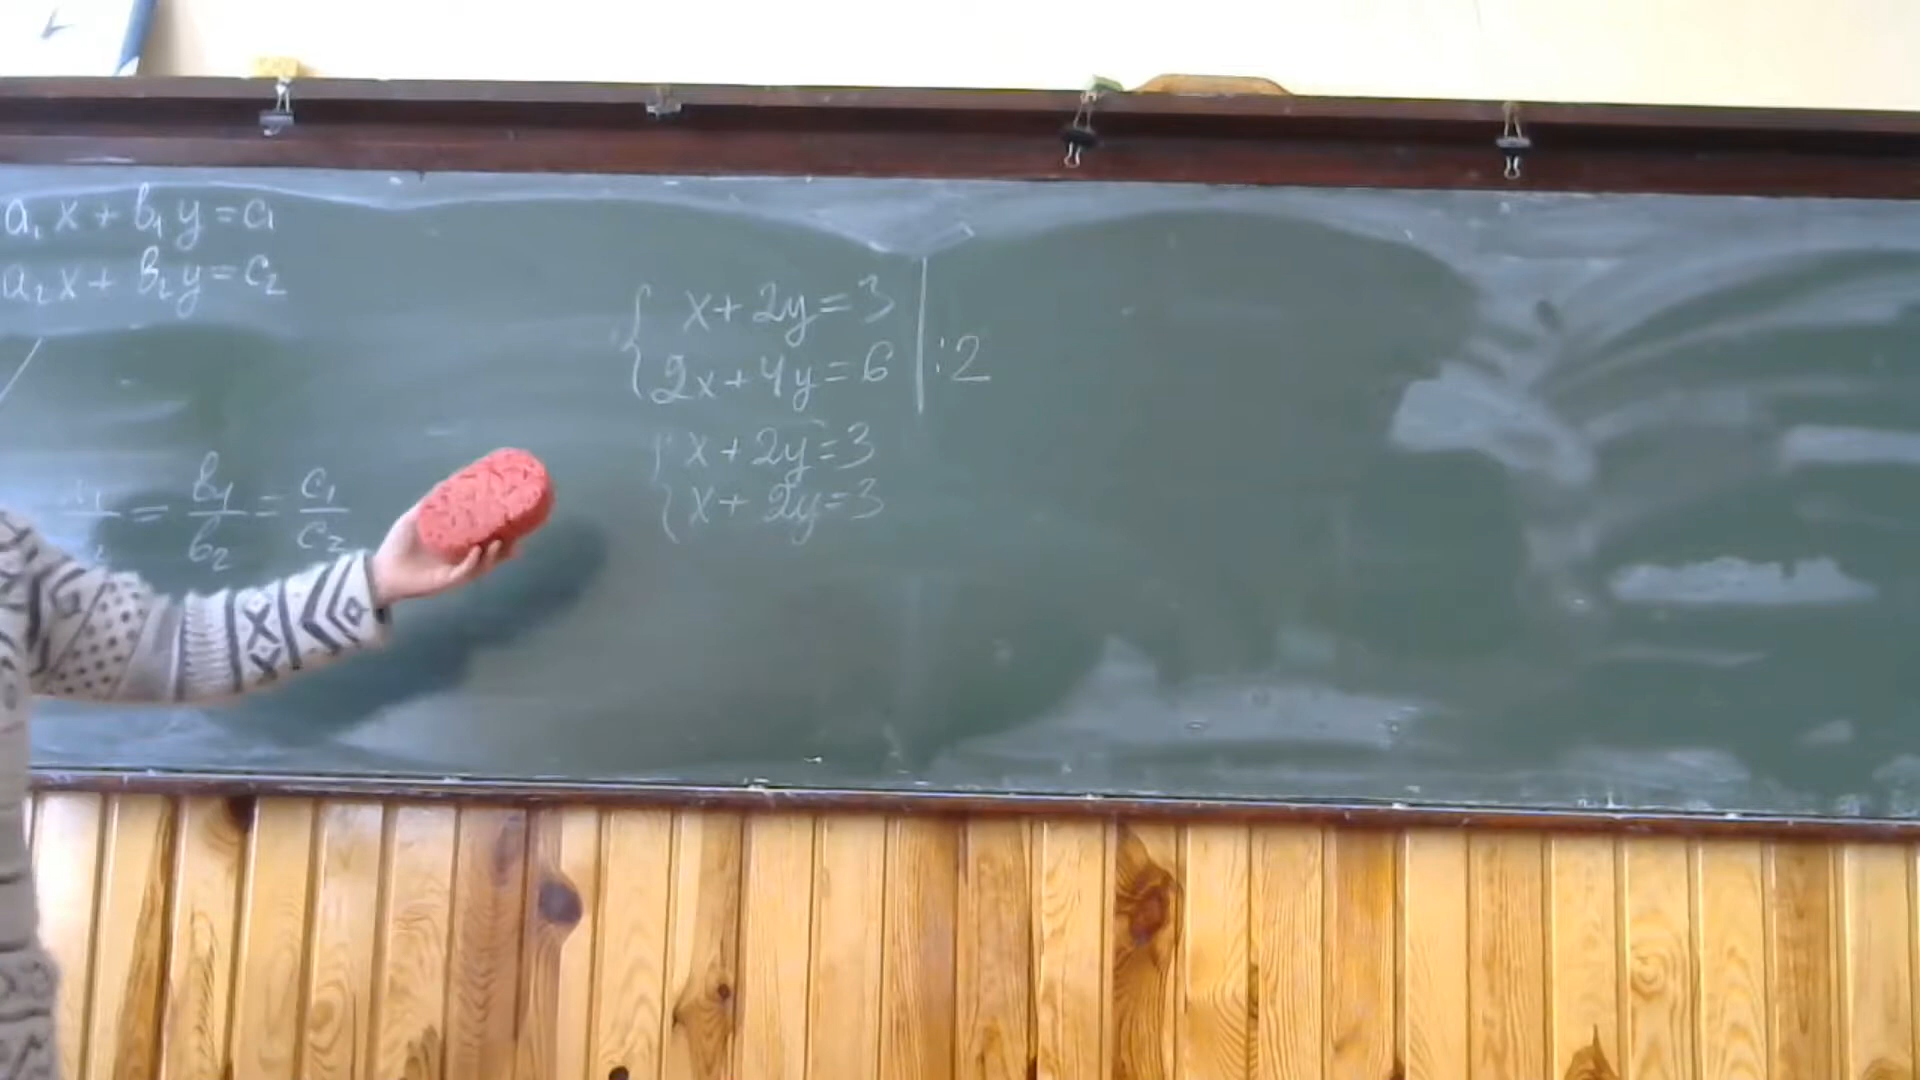 a₁x + b₁y = c₁
a₂x + b₂y = c₂
= b₁/b₂ = c₁/c₂
{ x + 2y = 3
{ 2x + 4y = 6 | :2
{ x + 2y = 3
{ x + 2y = 3